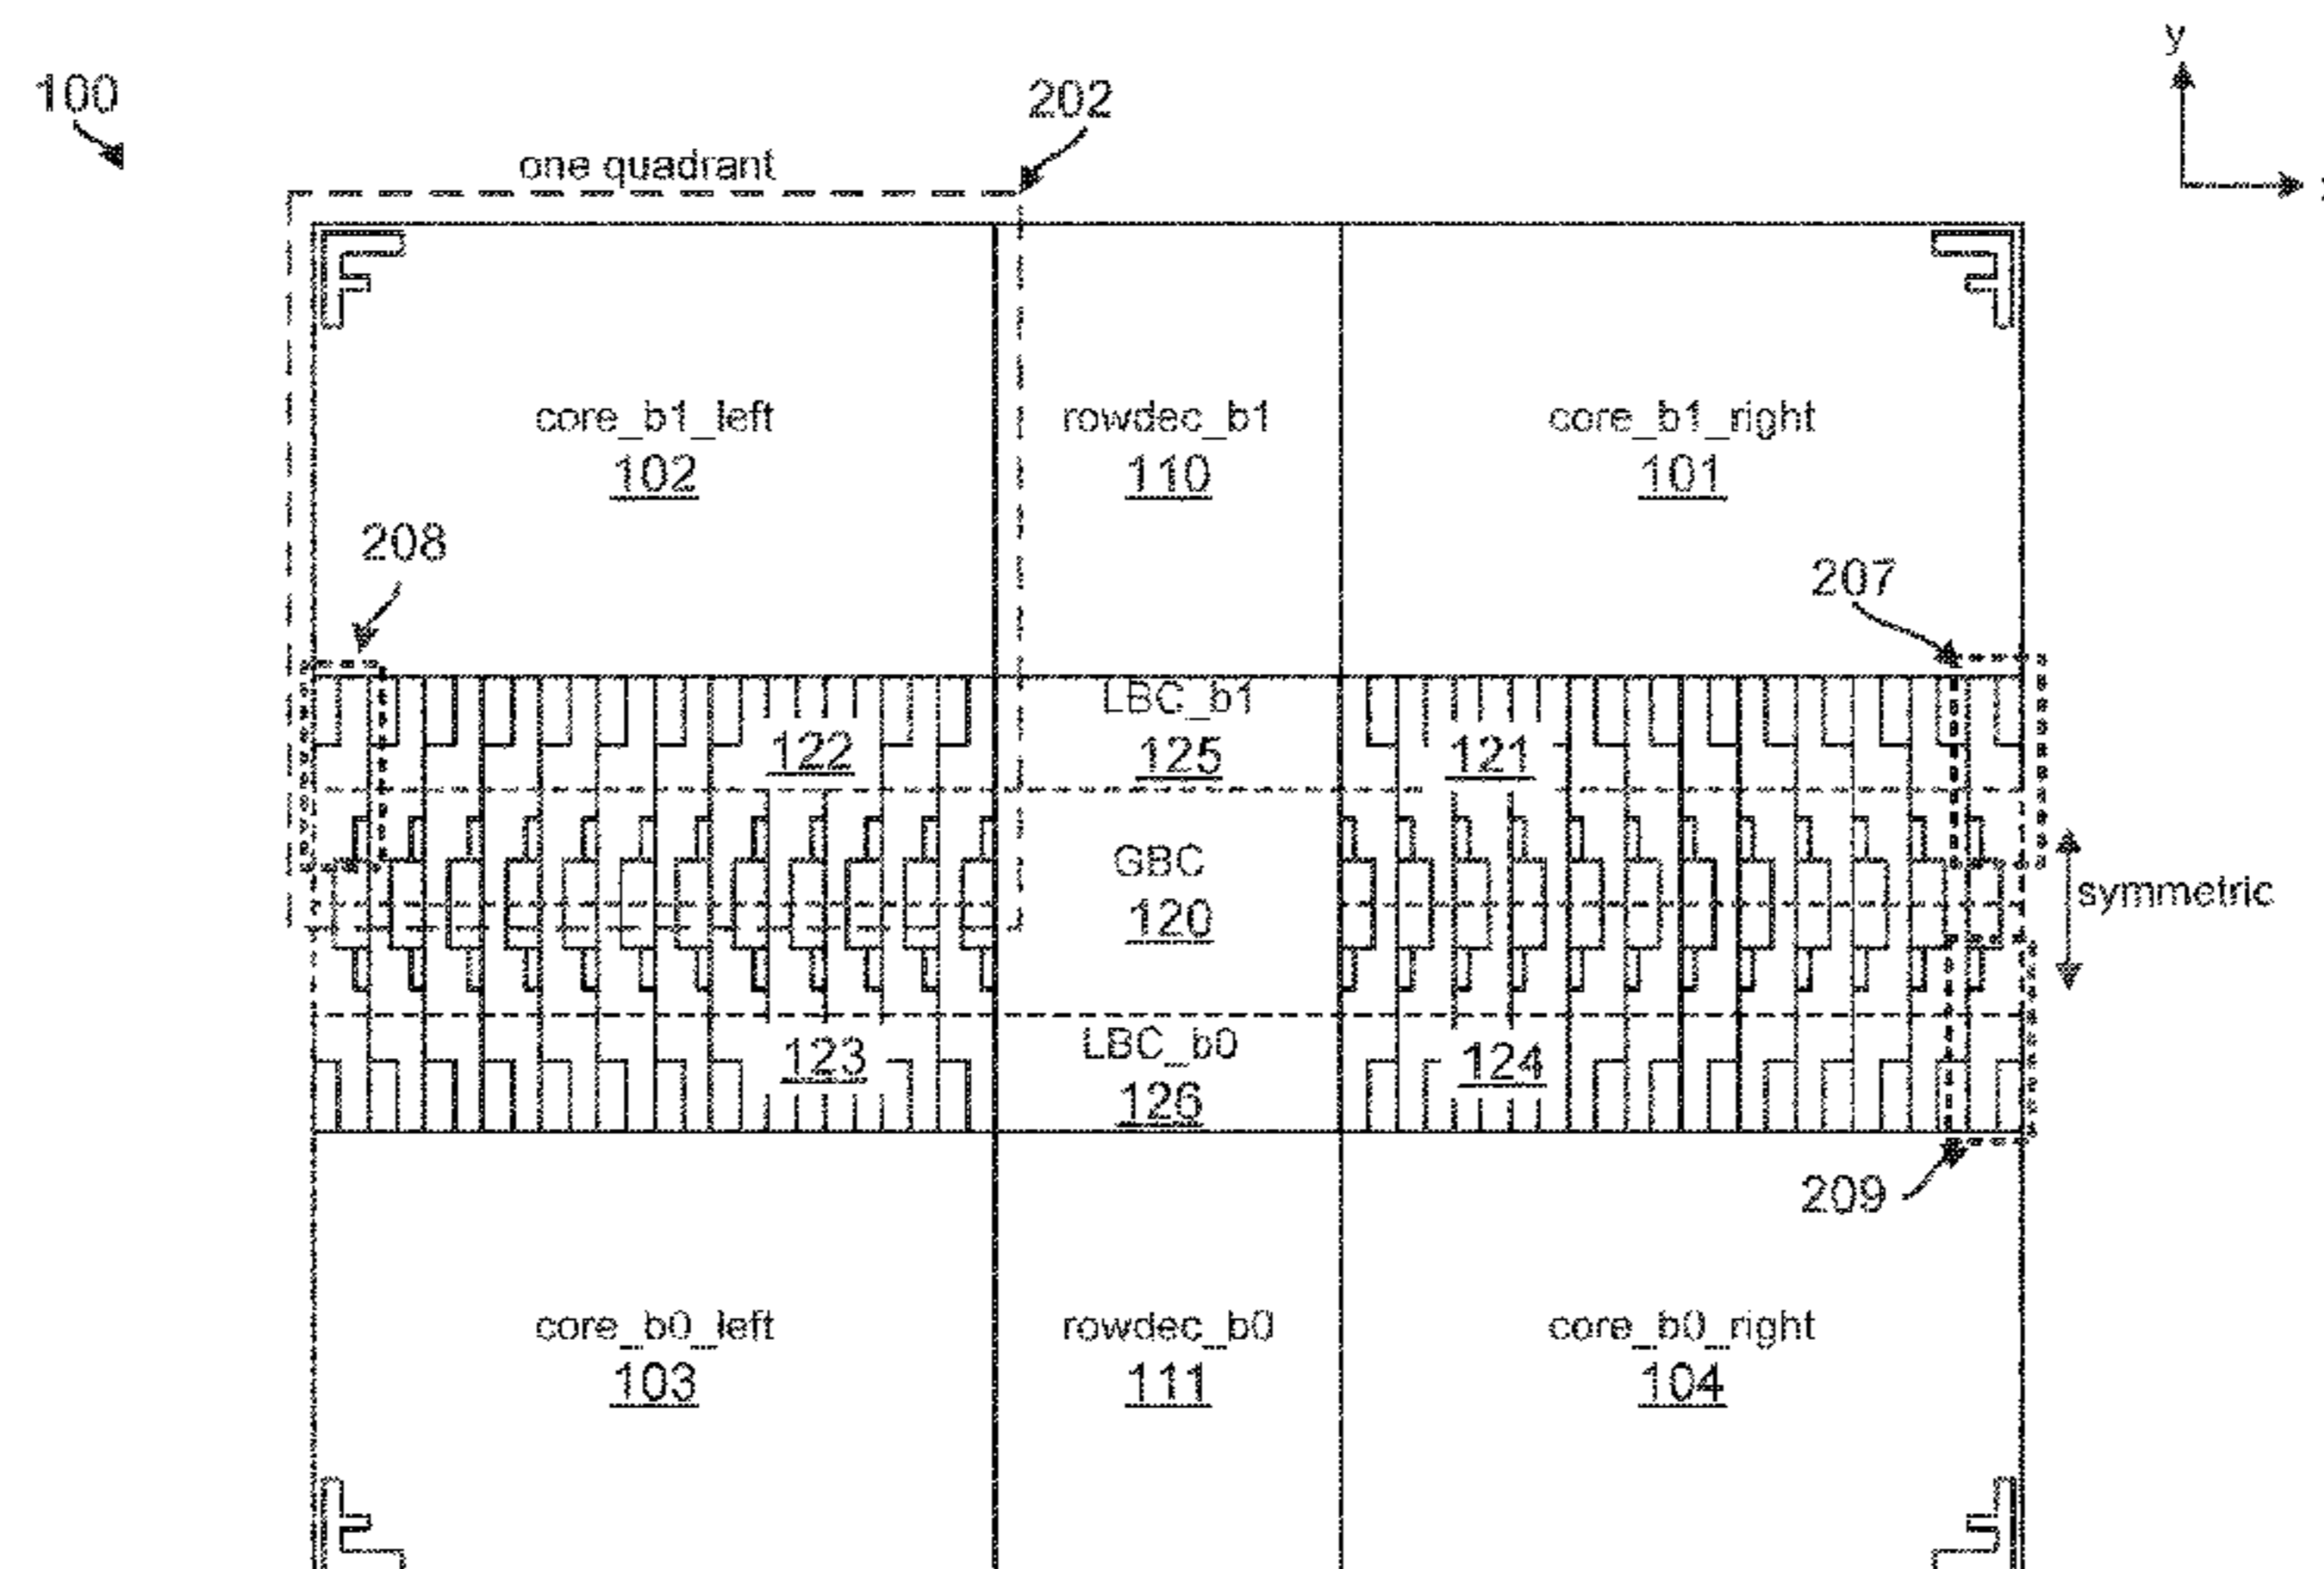 y
100
202
one quadrant
core_b1_left
102
rowdec_b1
110
core_b1_right
101
208
207
LBC_b1
122
125
121
GBC
120
symmetric
LBC_b0
123
126
124
209
core_b0_left
103
rowdec_b0
111
core_b0_right
104